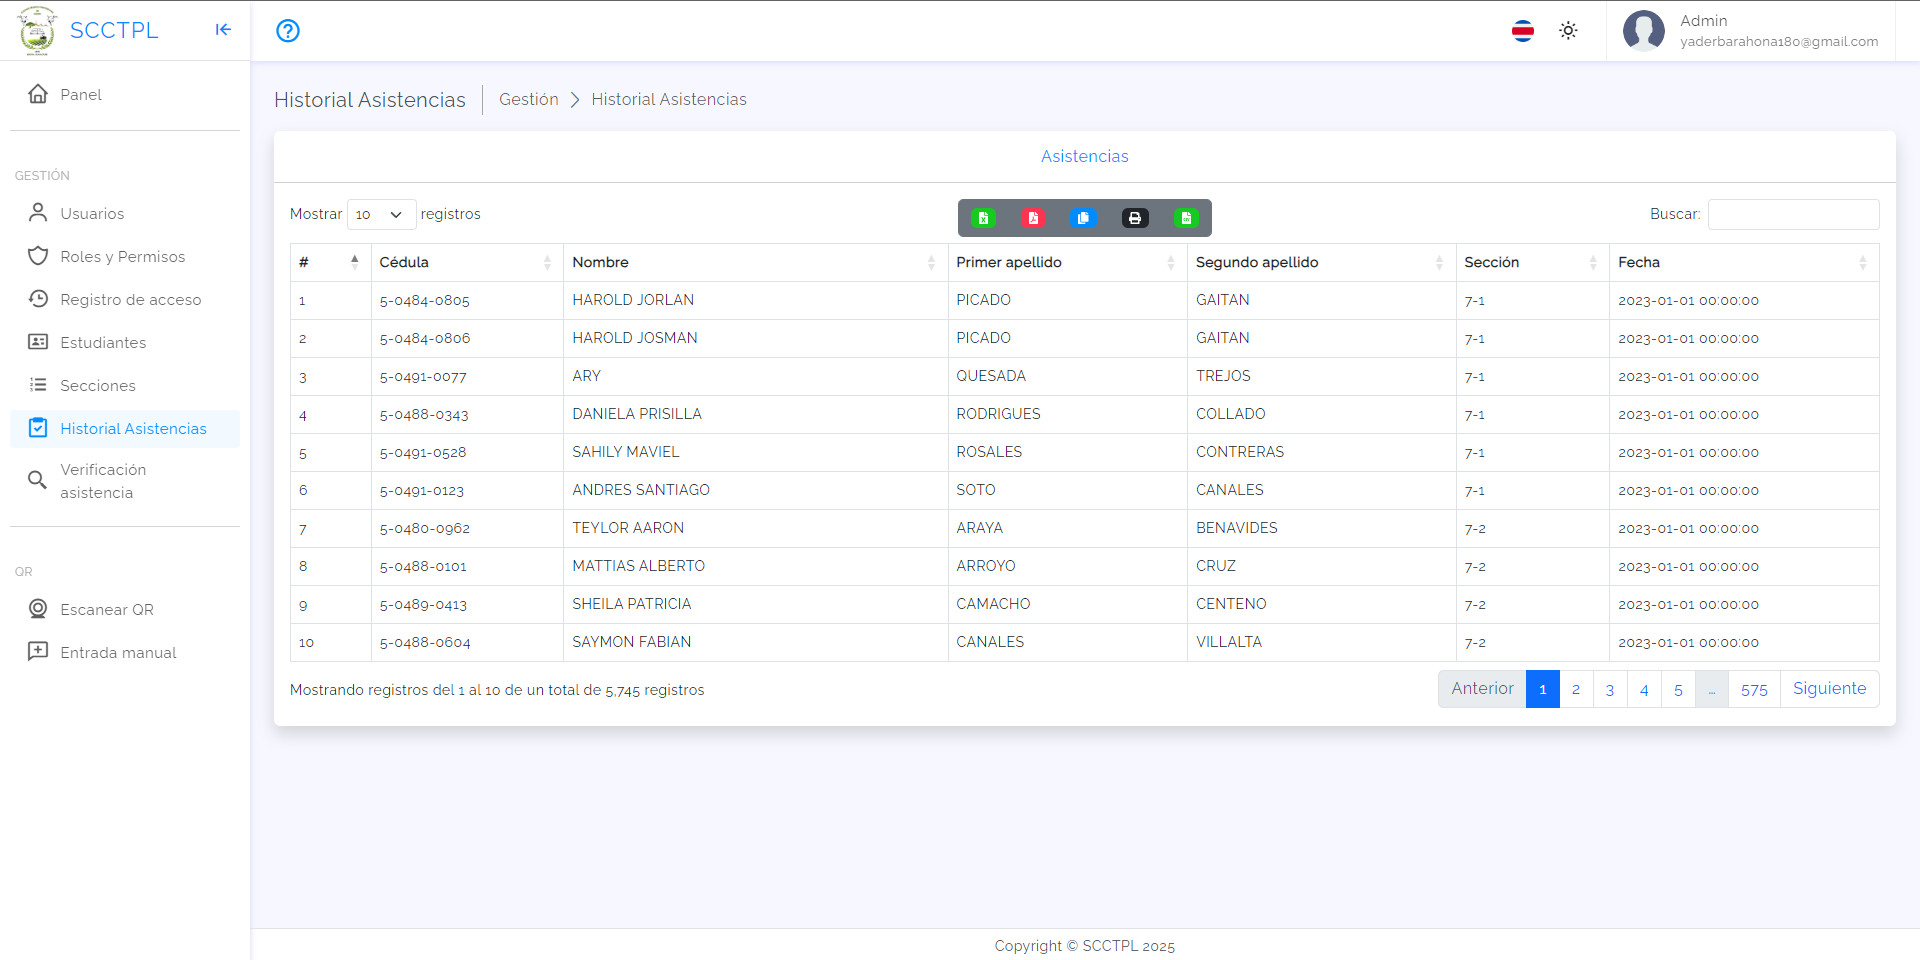 SCCTPL
Admin
yaderbarahona180@gmail.com
Panel
GESTIÓN
Usuarios
Roles y Permisos
Registro de acceso
Estudiantes
Secciones
Historial Asistencias
Verificación
asistencia
QR
Escanear QR
Entrada manual
Historial Asistencias Gestión Historial Asistencias
Asistencias
Mostrar 10 registros Buscar:
# Cédula Nombre Primer apellido Segundo apellido Sección Fecha
1 5-0484-0805 HAROLD JORLAN PICADO GAITAN 7-1 2023-01-01 00:00:00
2 5-0484-0806 HAROLD JOSMAN PICADO GAITAN 7-1 2023-01-01 00:00:00
3 5-0491-0077 ARY QUESADA TREJOS 7-1 2023-01-01 00:00:00
4 5-0488-0343 DANIELA PRISILLA RODRIGUES COLLADO 7-1 2023-01-01 00:00:00
5 5-0491-0528 SAHILY MAVIEL ROSALES CONTRERAS 7-1 2023-01-01 00:00:00
6 5-0491-0123 ANDRES SANTIAGO SOTO CANALES 7-1 2023-01-01 00:00:00
7 5-0480-0962 TEYLOR AARON ARAYA BENAVIDES 7-2 2023-01-01 00:00:00
8 5-0488-0101 MATTIAS ALBERTO ARROYO CRUZ 7-2 2023-01-01 00:00:00
9 5-0489-0413 SHEILA PATRICIA CAMACHO CENTENO 7-2 2023-01-01 00:00:00
10 5-0488-0604 SAYMON FABIAN CANALES VILLALTA 7-2 2023-01-01 00:00:00
Mostrando registros del 1 al 10 de un total de 5,745 registros
Anterior 1 2 3 4 5 … 575 Siguiente
Copyright © SCCTPL 2025